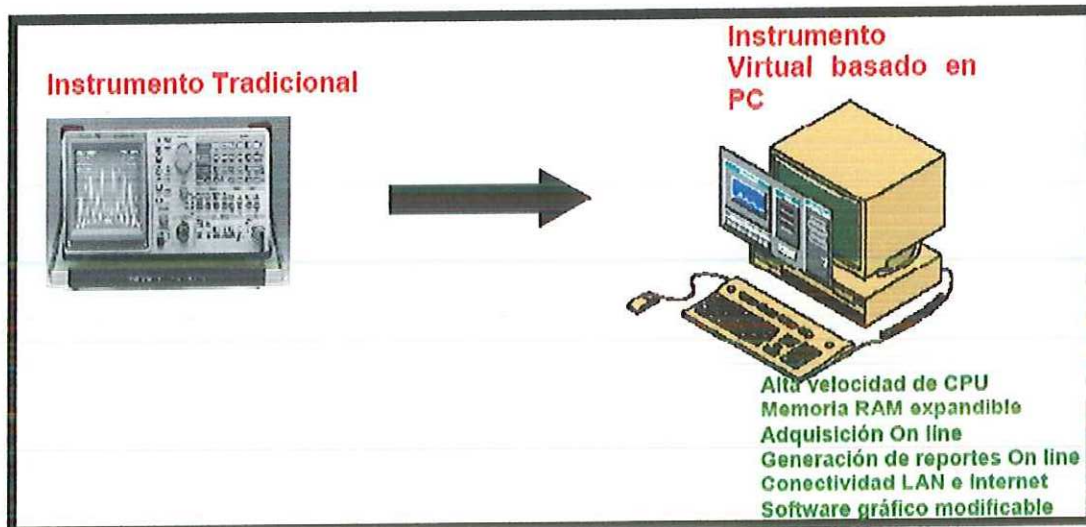 Instrumento Tradicional
Instrumento
Virtual basado en
PC
Alta velocidad de CPU
Memoria RAM expandible
Adquisición On line
Generación de reportes On line
Conectividad LAN e Internet
Software gráfico modificable